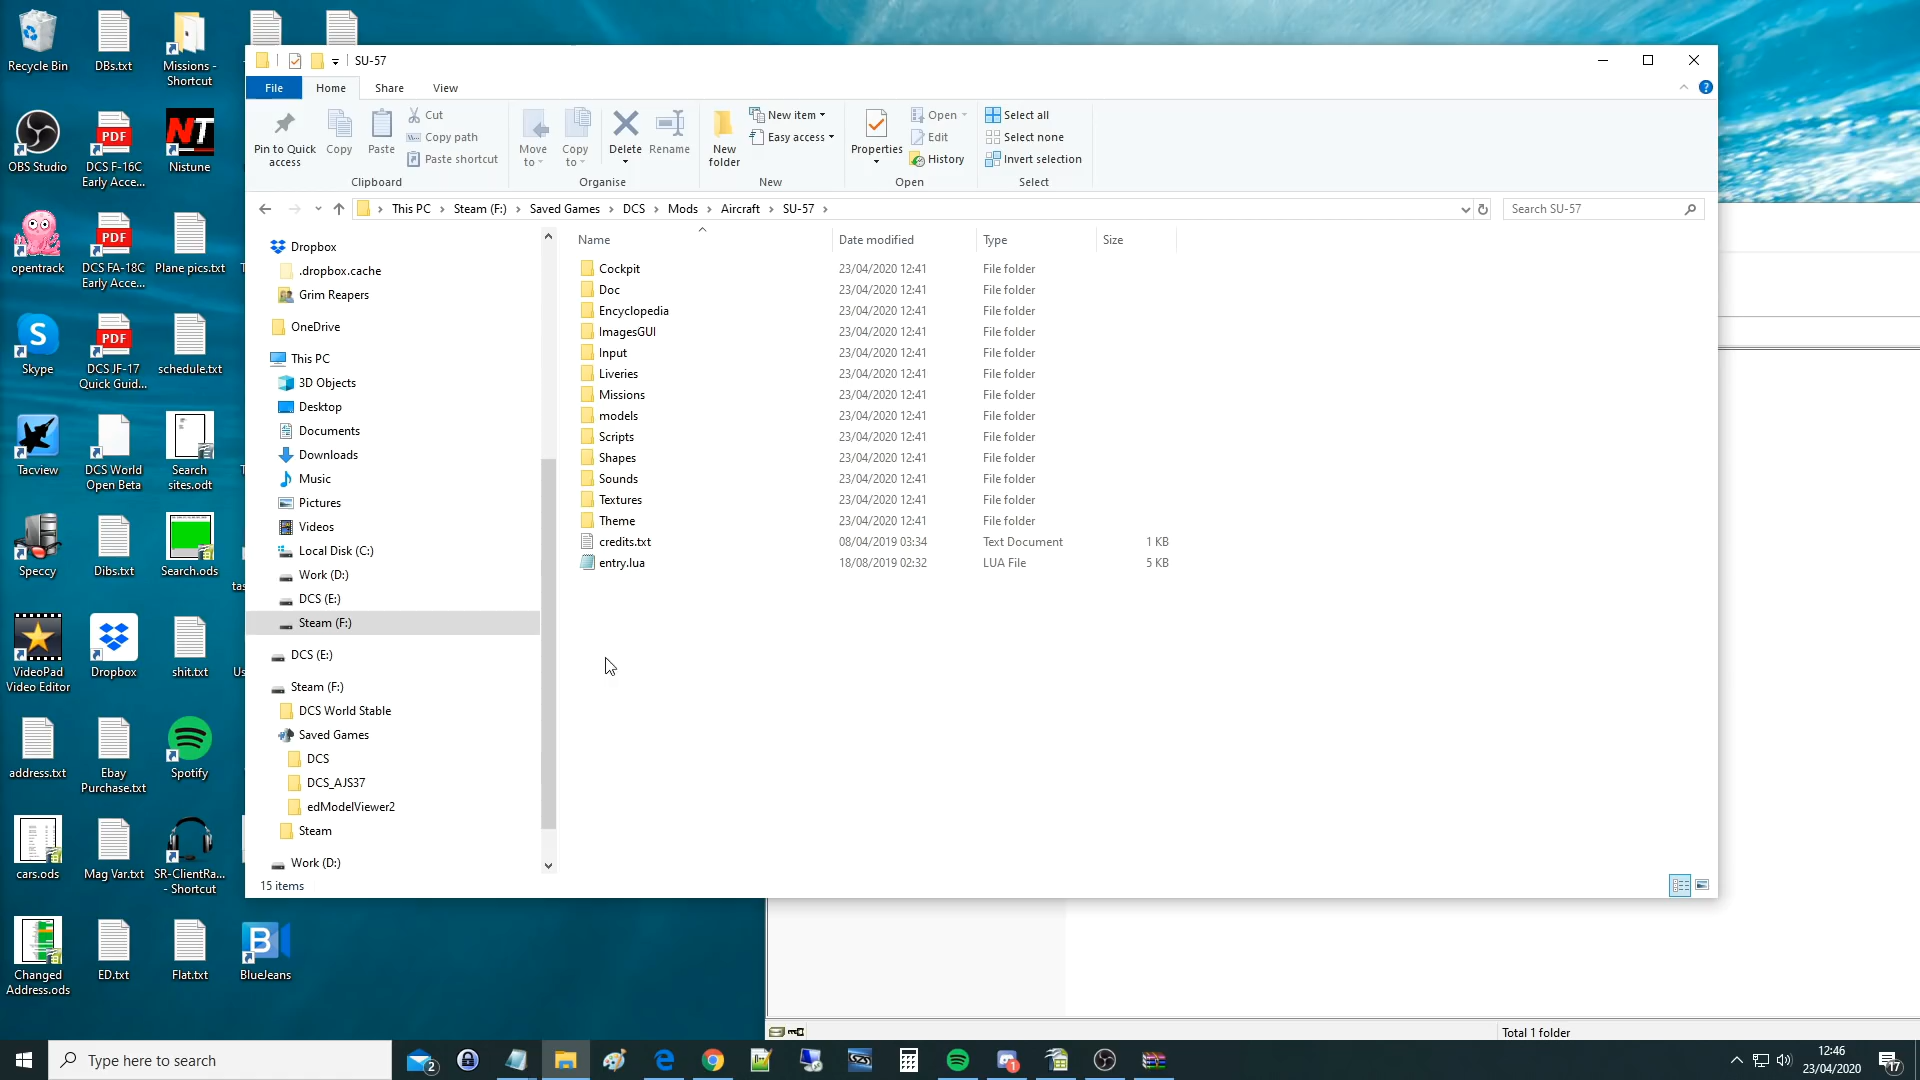 Recycle Bin
DBs.txt
Missions -
Shortcut
OBS Studio
PDF
DCS F-16C
Early Acce...
NT
Nistune
opentrack
PDF
DCS FA-18C
Early Acce...
Plane pics.txt
Skype
PDF
DCS JF-17
Quick Guid...
schedule.txt
Tacview
DCS World
Open Beta
Search
sites.odt
Speccy
Dibs.txt
Search.ods
VideoPad
Video Editor
Dropbox
shit.txt
address.txt
Ebay
Purchase.txt
Spotify
cars.ods
Mag Var.txt
SR-ClientRa...
- Shortcut
Changed
Address.ods
ED.txt
Flat.txt
B
BlueJeans
SU-57
File Home Share View
Pin to Quick
access
Copy
Paste
Cut
Copy path
Paste shortcut
Clipboard
Move
to
Copy
to
Delete
Rename
Organise
New
folder
New item
Easy access
New
Properties
Open
Edit
History
Open
Select all
Select none
Invert selection
Select
This PC > Steam (F:) > Saved Games > DCS > Mods > Aircraft > SU-57 >
Search SU-57
Dropbox
.dropbox.cache
Grim Reapers
OneDrive
This PC
3D Objects
Desktop
Documents
Downloads
Music
Pictures
Videos
Local Disk (C:)
Work (D:)
DCS (E:)
Steam (F:)
DCS (E:)
Steam (F:)
DCS World Stable
Saved Games
DCS
DCS_AJS37
edModelViewer2
Steam
Work (D:)
Name Date modified Type Size
Cockpit 23/04/2020 12:41 File folder
Doc 23/04/2020 12:41 File folder
Encyclopedia 23/04/2020 12:41 File folder
ImagesGUI 23/04/2020 12:41 File folder
Input 23/04/2020 12:41 File folder
Liveries 23/04/2020 12:41 File folder
Missions 23/04/2020 12:41 File folder
models 23/04/2020 12:41 File folder
Scripts 23/04/2020 12:41 File folder
Shapes 23/04/2020 12:41 File folder
Sounds 23/04/2020 12:41 File folder
Textures 23/04/2020 12:41 File folder
Theme 23/04/2020 12:41 File folder
credits.txt 08/04/2019 03:34 Text Document 1 KB
entry.lua 18/08/2019 02:32 LUA File 5 KB
15 items
Total 1 folder
Type here to search
2
1
12:46
23/04/2020
17